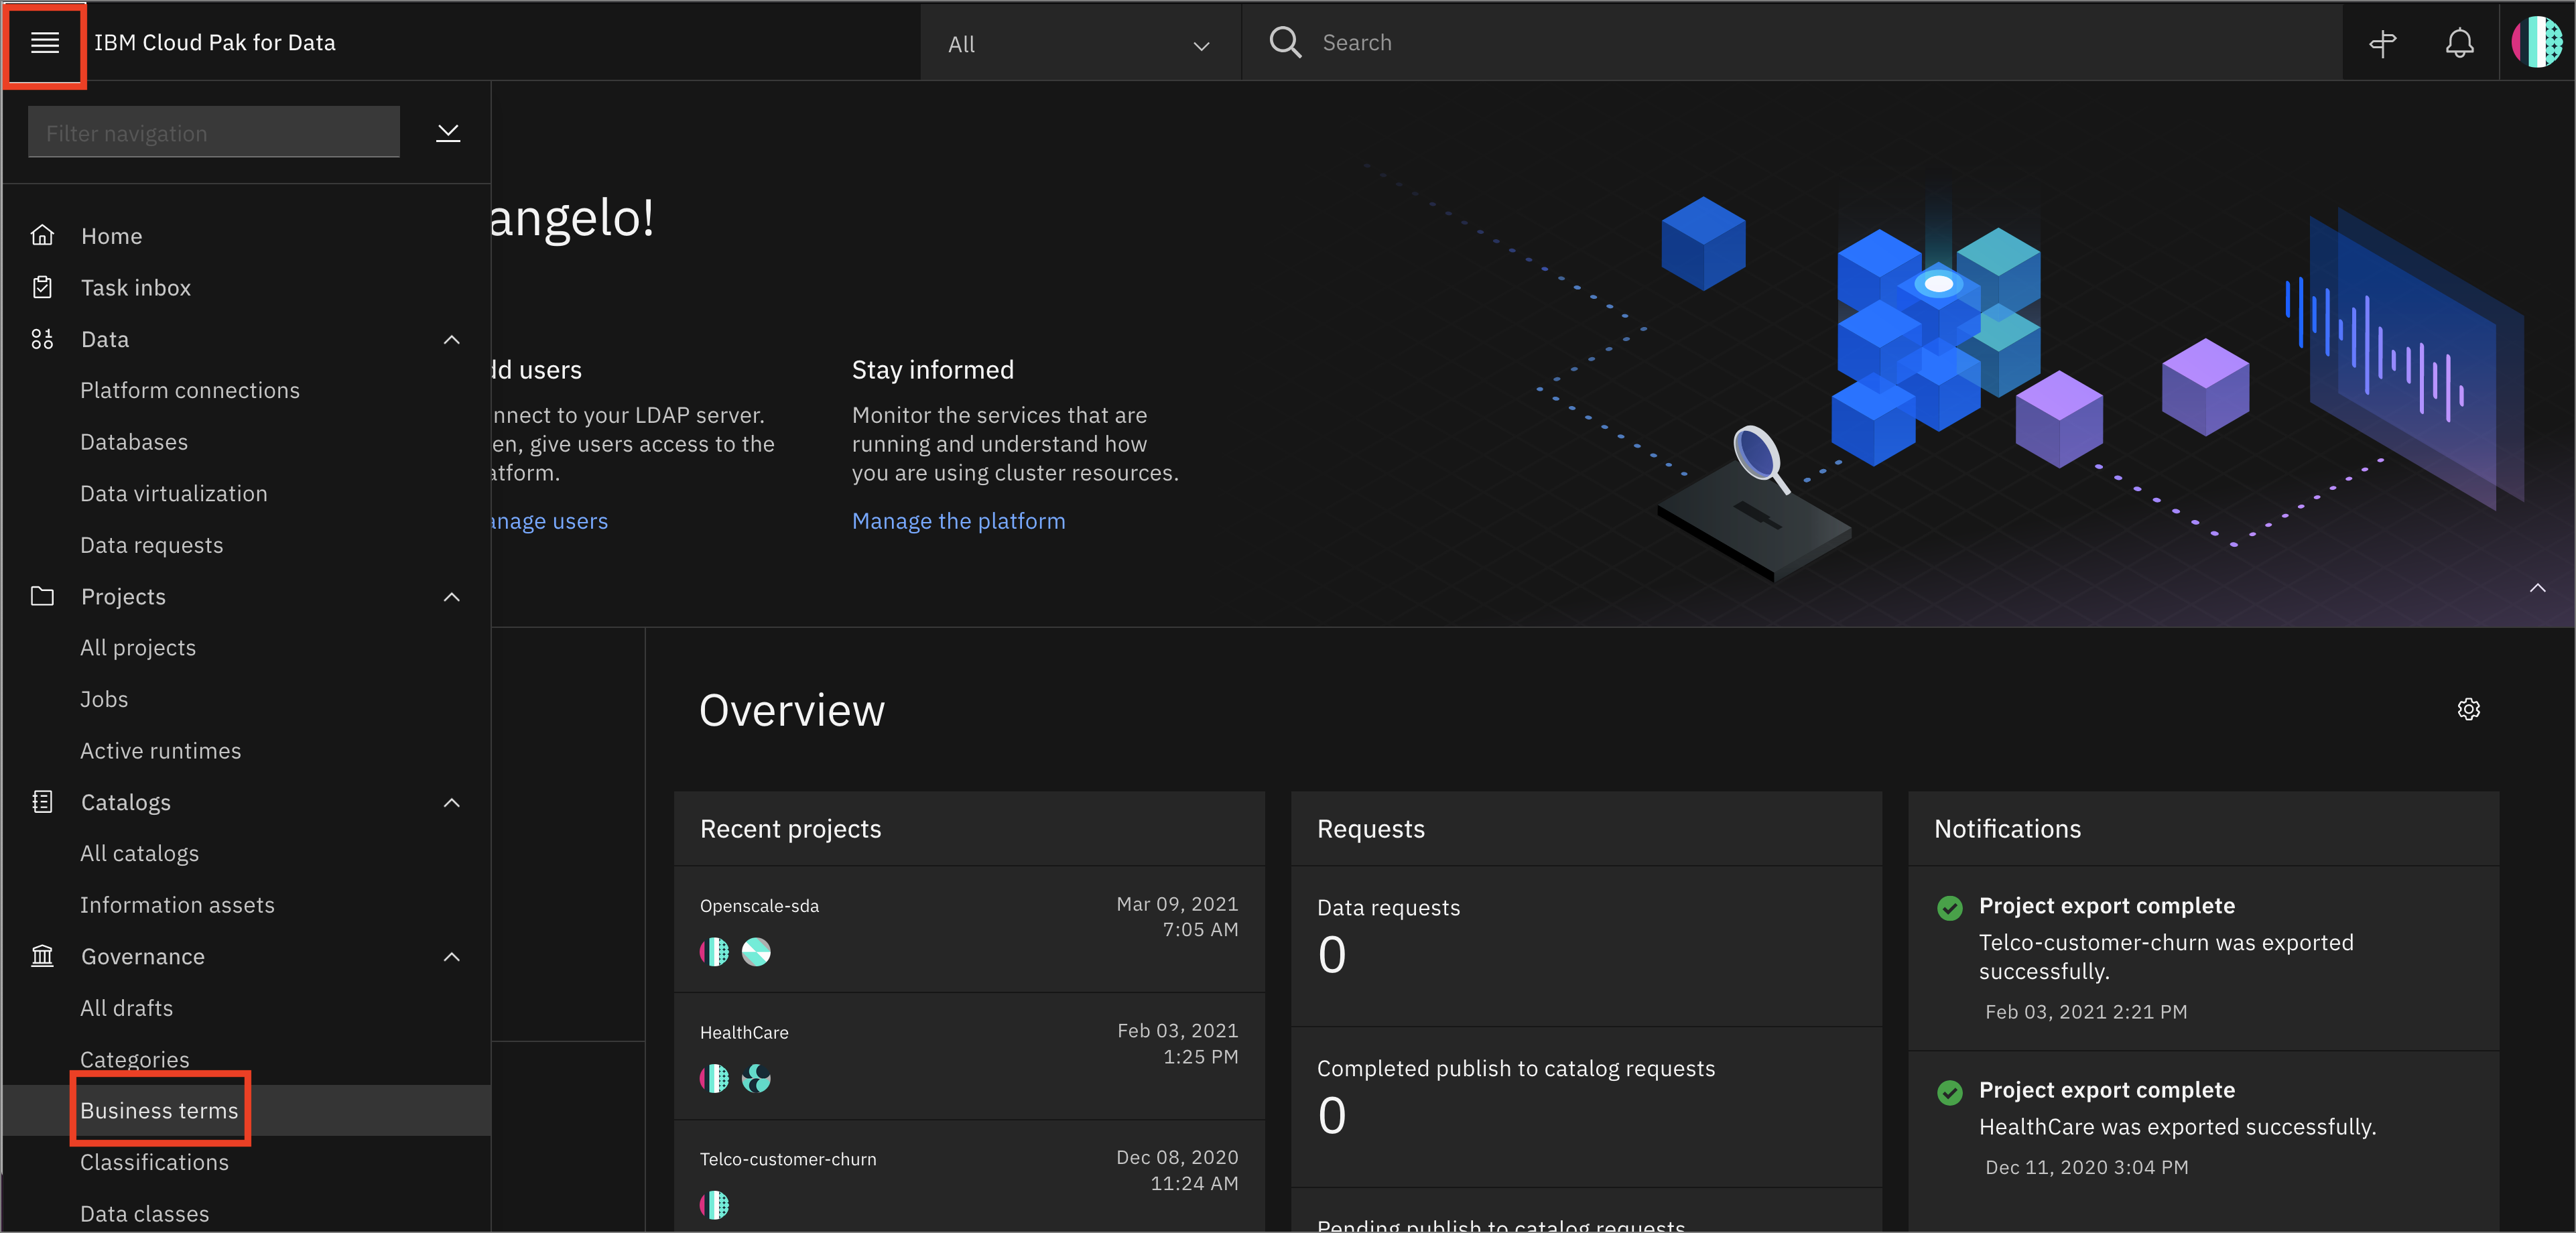 IBM Cloud Pak for Data
All
Search
Filter navigation
Home
Task inbox
Data
Platform connections
Databases
Data virtualization
Data requests
Projects
All projects
Jobs
Active runtimes
Catalogs
All catalogs
Information assets
Governance
All drafts
Categories
Business terms
Classifications
Data classes
angelo!
dd users
nnect to your LDAP server.
en, give users access to the
atform.
anage users
Stay informed
Monitor the services that are
running and understand how
you are using cluster resources.
Manage the platform
Overview
Recent projects
Openscale-sda
Mar 09, 2021
7:05 AM
HealthCare
Feb 03, 2021
1:25 PM
Telco-customer-churn
Dec 08, 2020
11:24 AM
Requests
Data requests
0
Completed publish to catalog requests
0
Pending publish to catalog requests
Notifications
Project export complete
Telco-customer-churn was exported
successfully.
Feb 03, 2021 2:21 PM
Project export complete
HealthCare was exported successfully.
Dec 11, 2020 3:04 PM